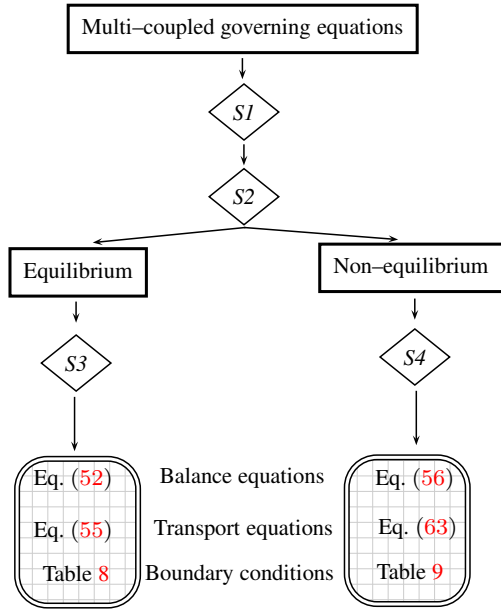 Multi–coupled governing equations
S1
S2
Equilibrium
Non–equilibrium
S3
S4
Eq. (52) Balance equations Eq. (56)
Eq. (55) Transport equations Eq. (63)
Table 8 Boundary conditions Table 9